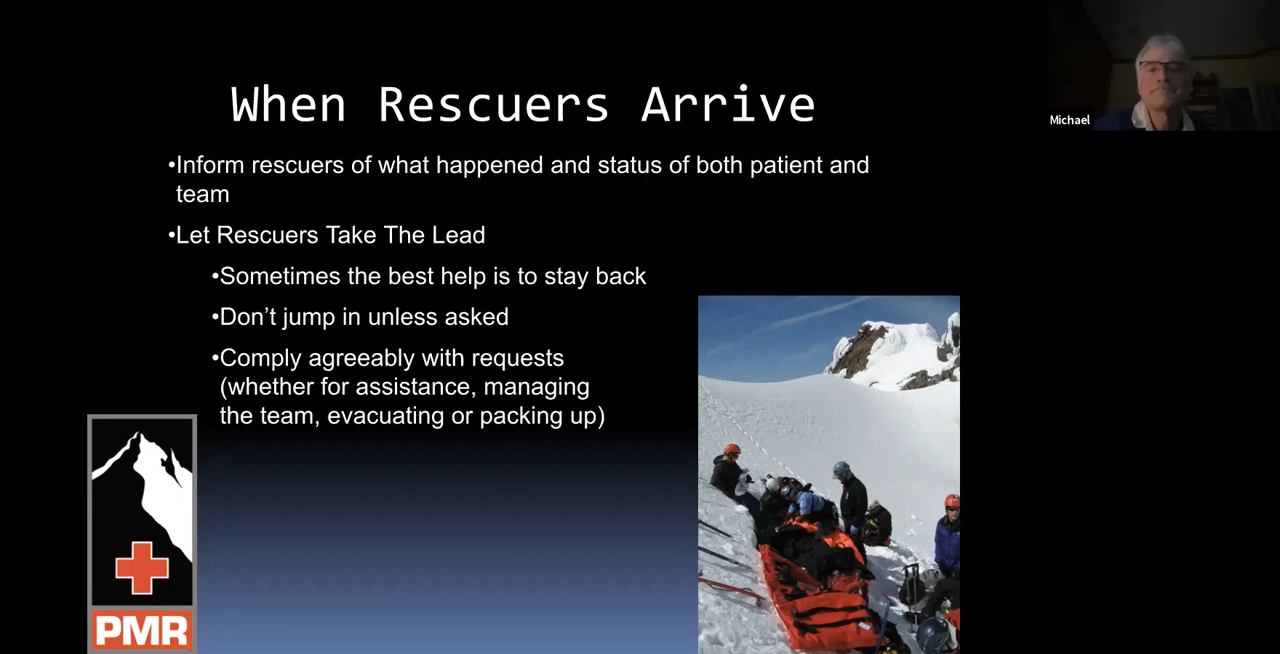 When Rescuers Arrive
Michael
•Inform rescuers of what happened and status of both patient and
team
•Let Rescuers Take The Lead
•Sometimes the best help is to stay back
•Don’t jump in unless asked
•Comply agreeably with requests
(whether for assistance, managing
the team, evacuating or packing up)
PMR